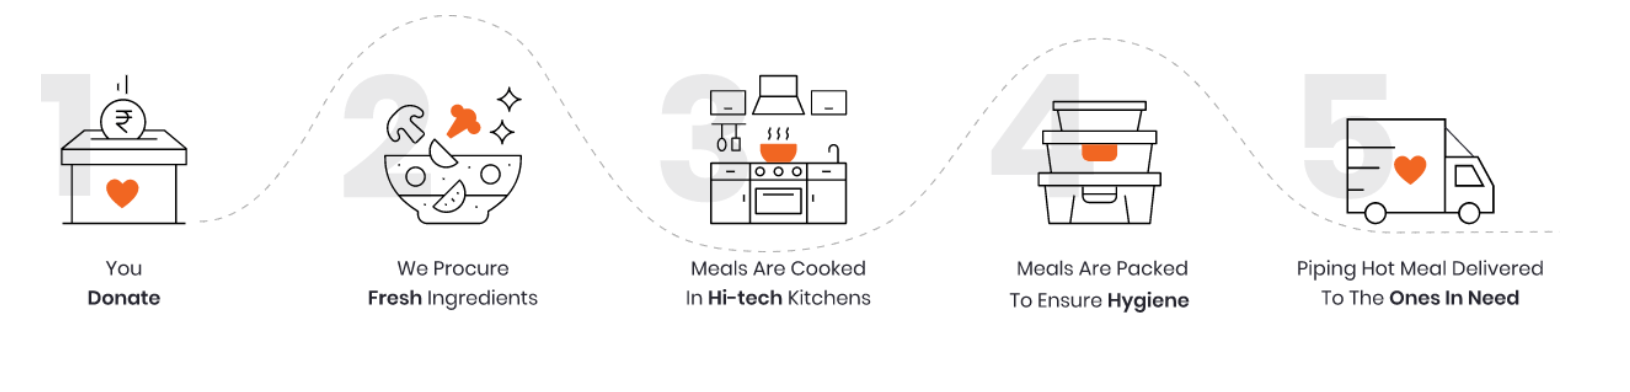 1
₹
You
Donate
2
We Procure
Fresh Ingredients
3
Meals Are Cooked
In Hi-tech Kitchens
4
Meals Are Packed
To Ensure Hygiene
5
Piping Hot Meal Delivered
To The Ones In Need